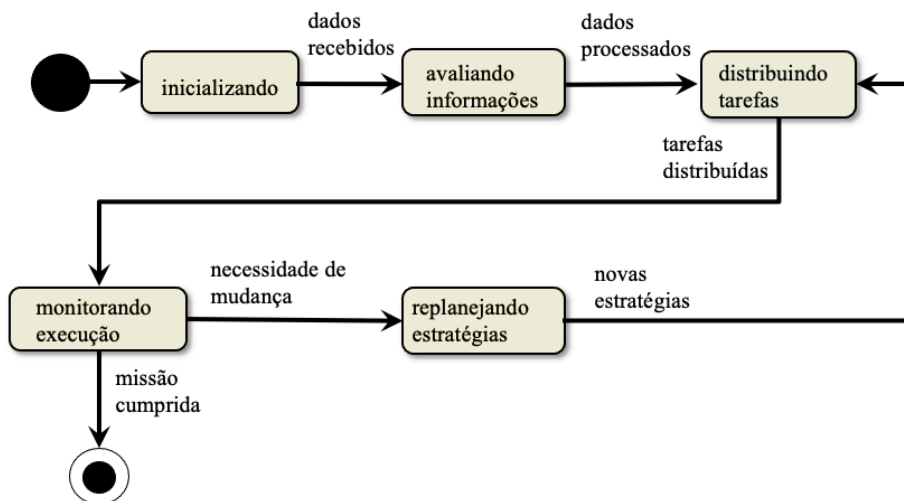 dados
recebidos
dados
processados
inicializando
avaliando
informações
distribuindo
tarefas
tarefas
distribuídas
necessidade de
mudança
novas
estratégias
monitorando
execução
replanejando
estratégias
missão
cumprida